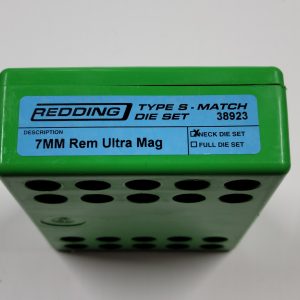 REDDING TYPE S - MATCH
DIE SET 38923
DESCRIPTION
NECK DIE SET
7MM Rem Ultra Mag
FULL DIE SET